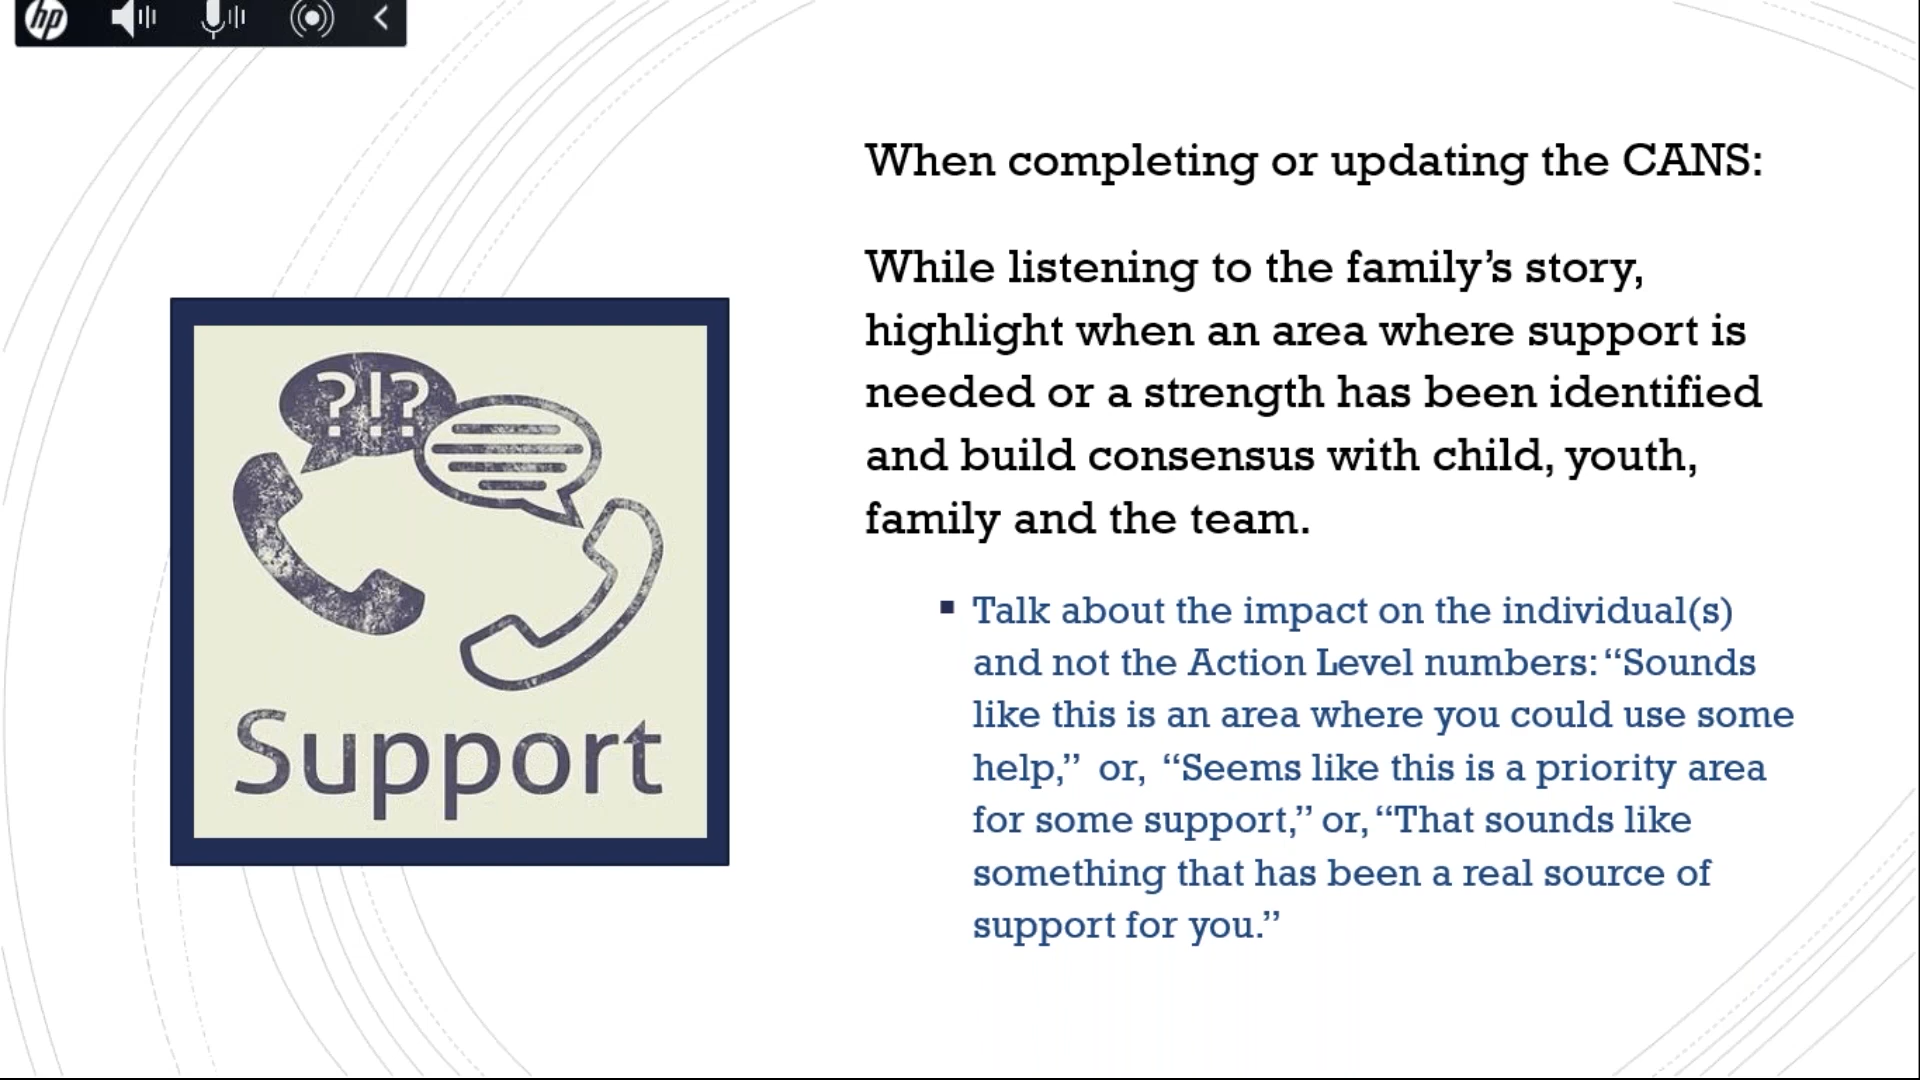 hp
When completing or updating the CANS:
While listening to the family’s story,
highlight when an area where support is
needed or a strength has been identified
and build consensus with child, youth,
family and the team.
?!?
Support
▪ Talk about the impact on the individual(s)
and not the Action Level numbers: “Sounds
like this is an area where you could use some
help,” or, “Seems like this is a priority area
for some support,” or, “That sounds like
something that has been a real source of
support for you.”